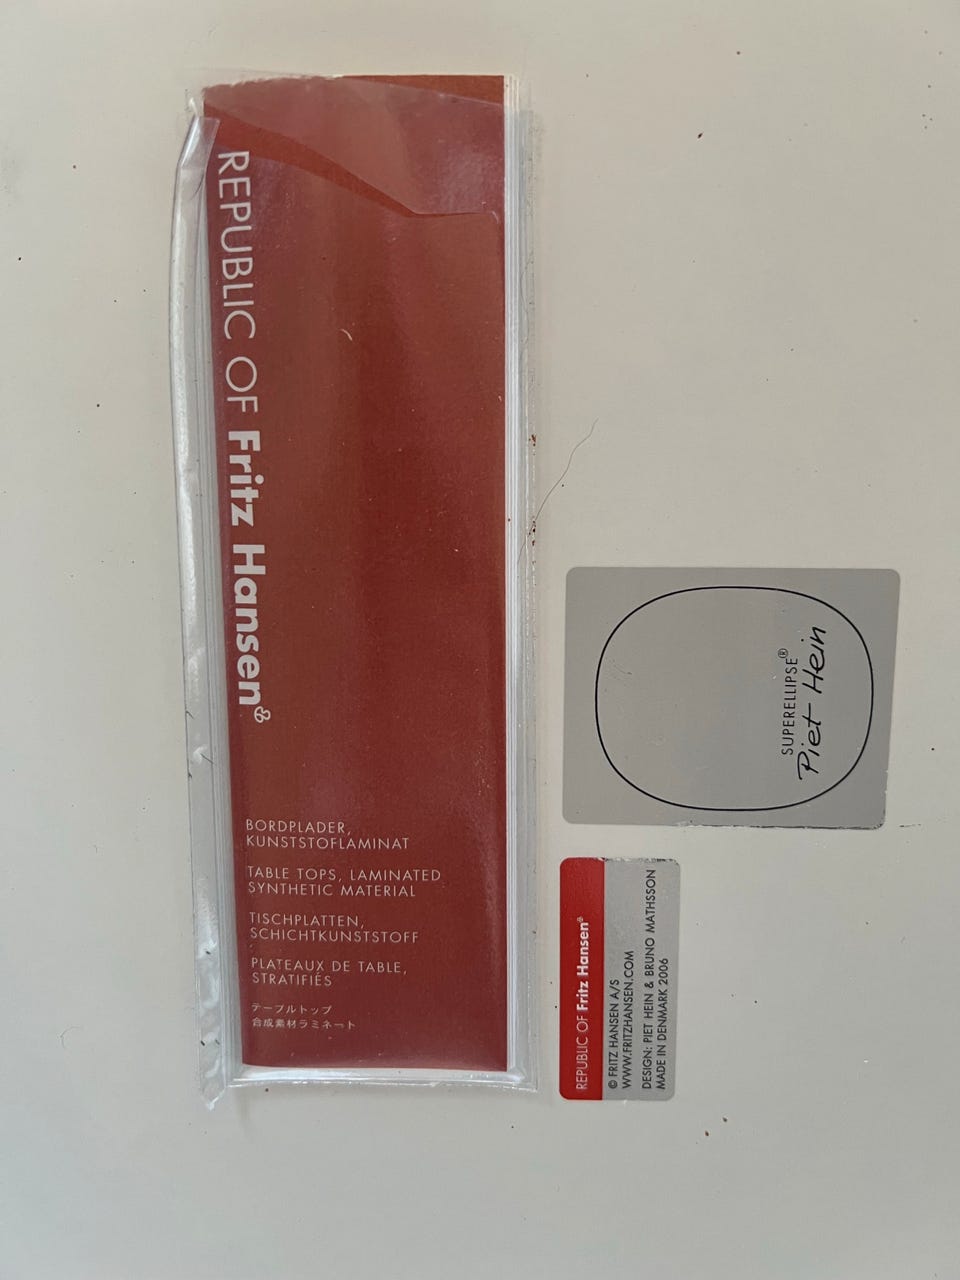 REPUBLIC OF Fritz Hansen®
BORDPLADER,
KUNSTSTOFLAMINAT
TABLE TOPS, LAMINATED
SYNTHETIC MATERIAL
TISCHPLATTEN,
SCHICHTKUNSTSTOFF
PLATEAUX DE TABLE,
STRATIFIÉS
テーブルトップ
合成素材ラミネート
SUPERELLIPSE®
Piet Hein
REPUBLIC OF Fritz Hansen®
© FRITZ HANSEN A/S
WWW.FRITZHANSEN.COM
DESIGN: PIET HEIN & BRUNO MATHSSON
MADE IN DENMARK 2006